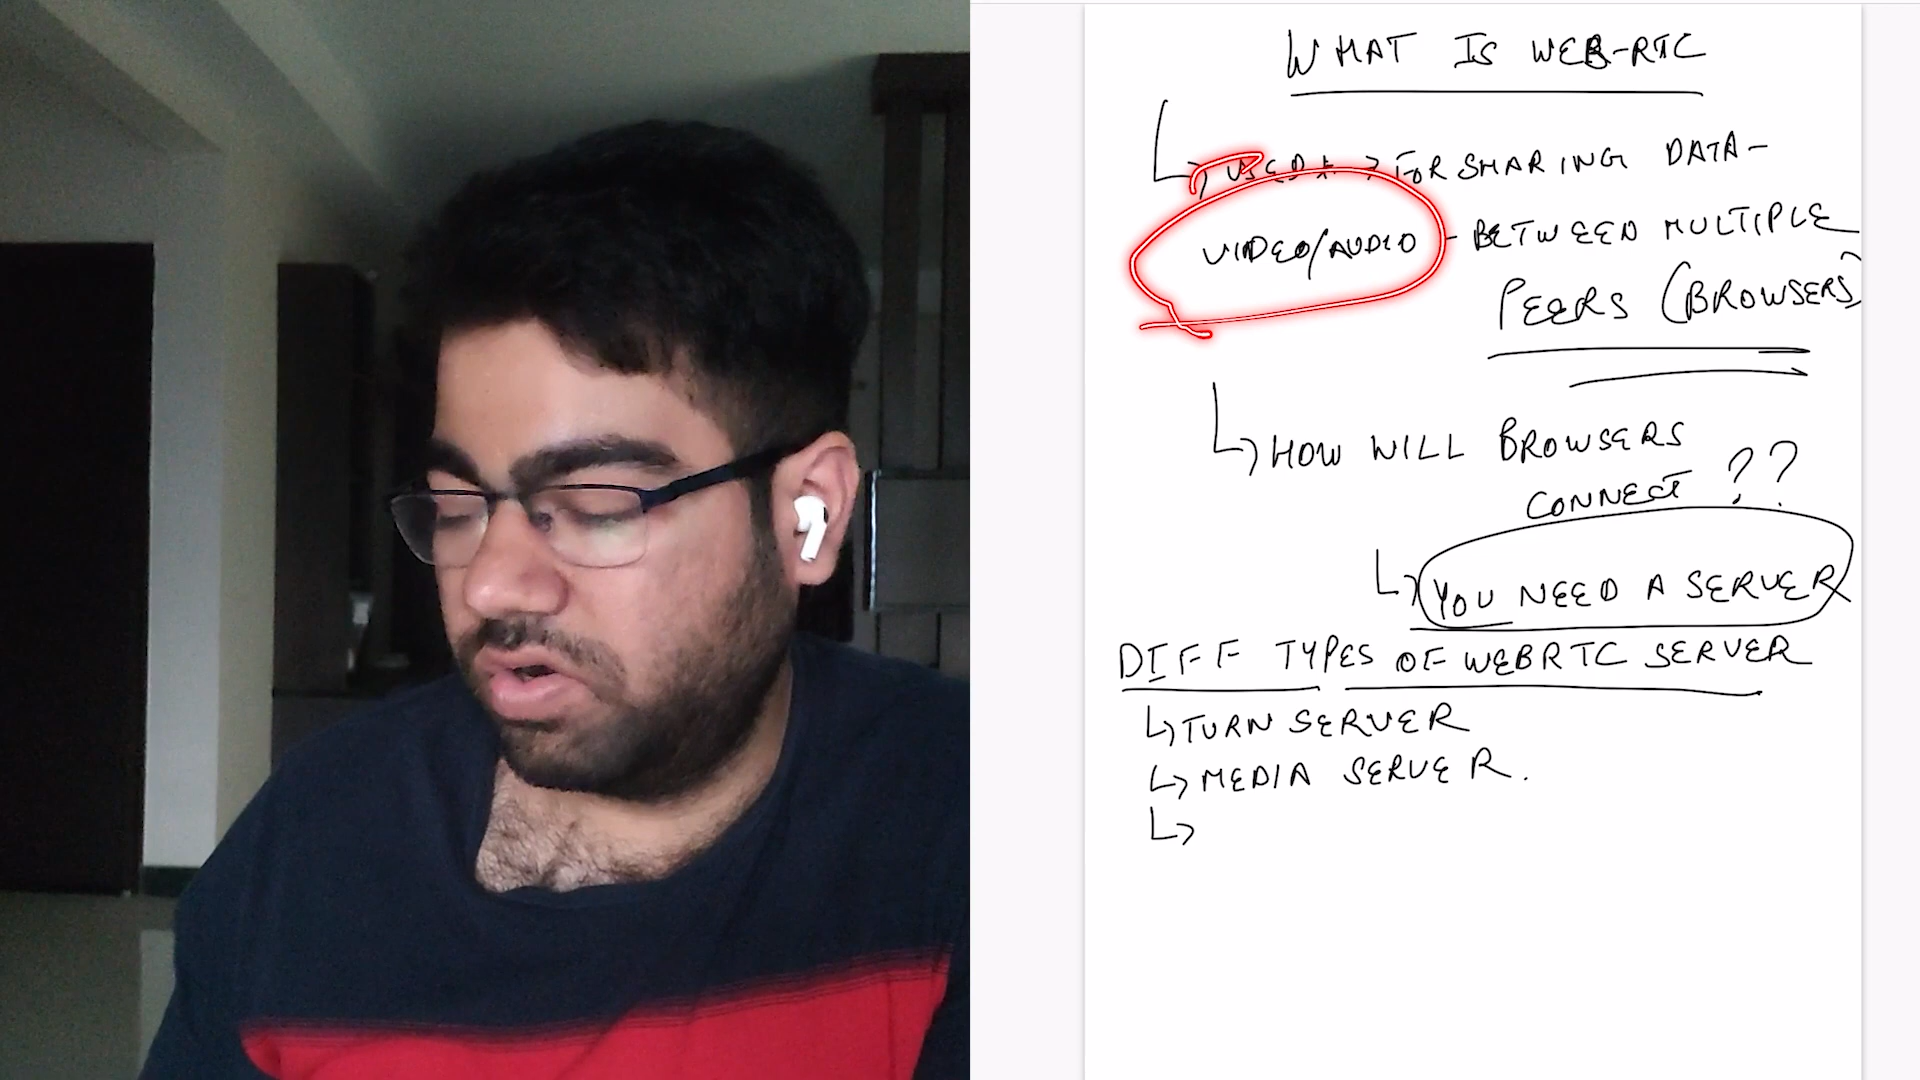 WHAT IS WEB-RTC
USED FOR SHARING DATA-
VIDEO/AUDIO - BETWEEN MULTIPLE
PEERS (BROWSERS)
HOW WILL BROWSERS
CONNECT ??
YOU NEED A SERVER
DIFF TYPES OF WEBRTC SERVER
TURN SERVER
MEDIA SERVER.